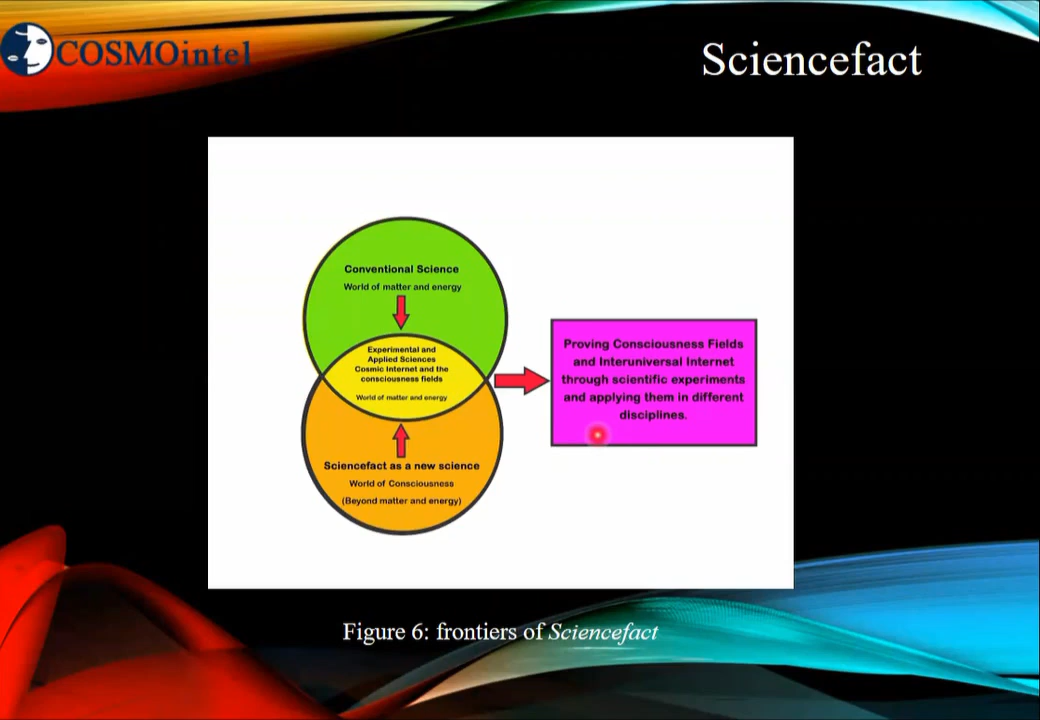 COSMOintel
Sciencefact
Conventional Science
World of matter and energy
Experimental and
Applied Sciences
Cosmic Internet and the
consciousness fields
World of matter and energy
Sciencefact as a new science
World of Consciousness
(Beyond matter and energy)
Proving Consciousness Fields
and Interuniversal Internet
through scientific experiments
and applying them in different
disciplines.
Figure 6: frontiers of Sciencefact